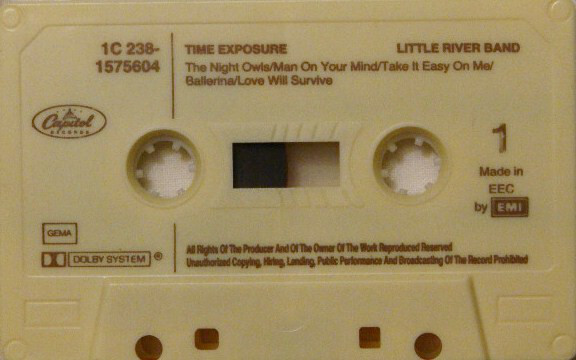 1C 238-
1575604
TIME EXPOSURE
LITTLE RIVER BAND
The Night Owls/Man On Your Mind/Take It Easy On Me/
Ballerina/Love Will Survive
Capitol
RECORDS
1
Made in
EEC
by EMI
GEMA
DOLBY SYSTEM ®
All Rights Of The Producer And Of The Owner Of The Work Reproduced Reserved
Unauthorized Copying, Hiring, Lending, Public Performance And Broadcasting Of The Record Prohibited